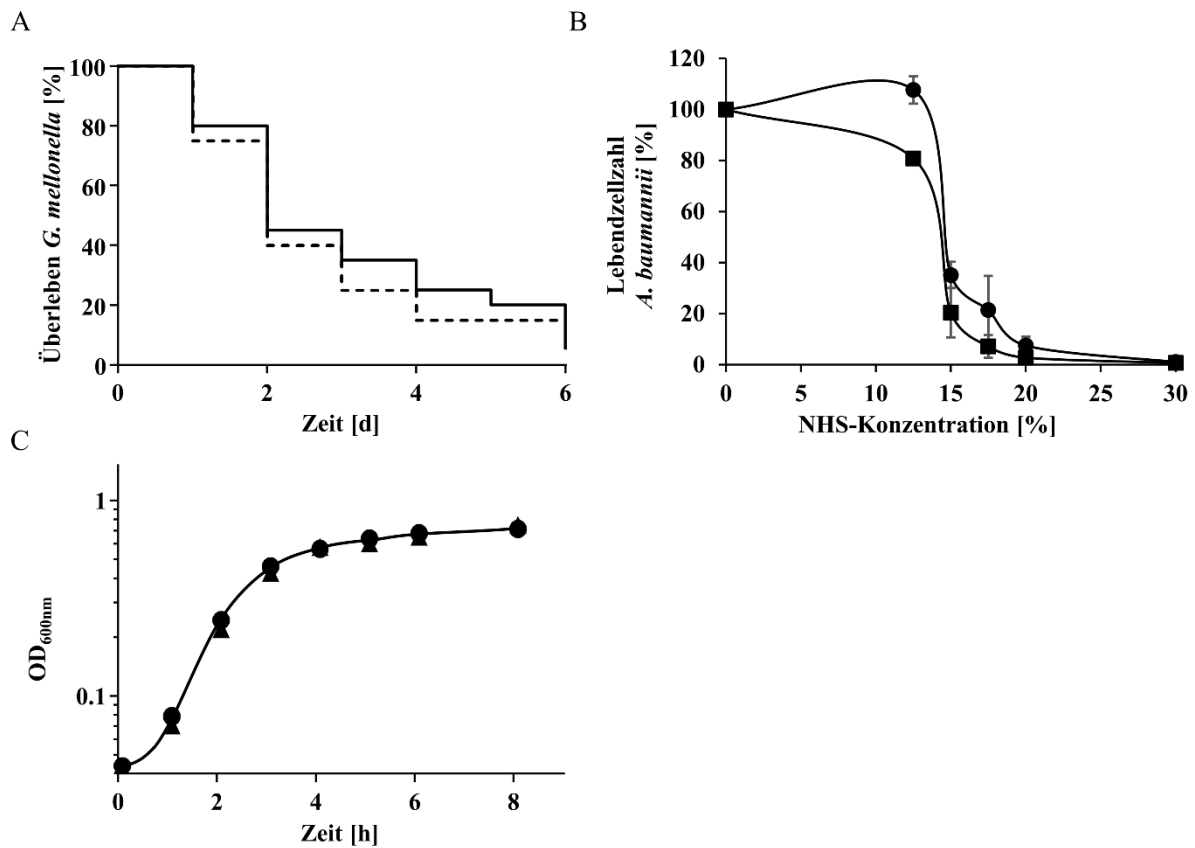 A
Überleben G. mellonella [%]
100
80
60
40
20
0
0 2 4 6
Zeit [d]
B
Lebendzellzahl
A. baumannii [%]
120
100
80
60
40
20
0
0 5 10 15 20 25 30
NHS-Konzentration [%]
C
OD600nm
1
0.1
0 2 4 6 8
Zeit [h]